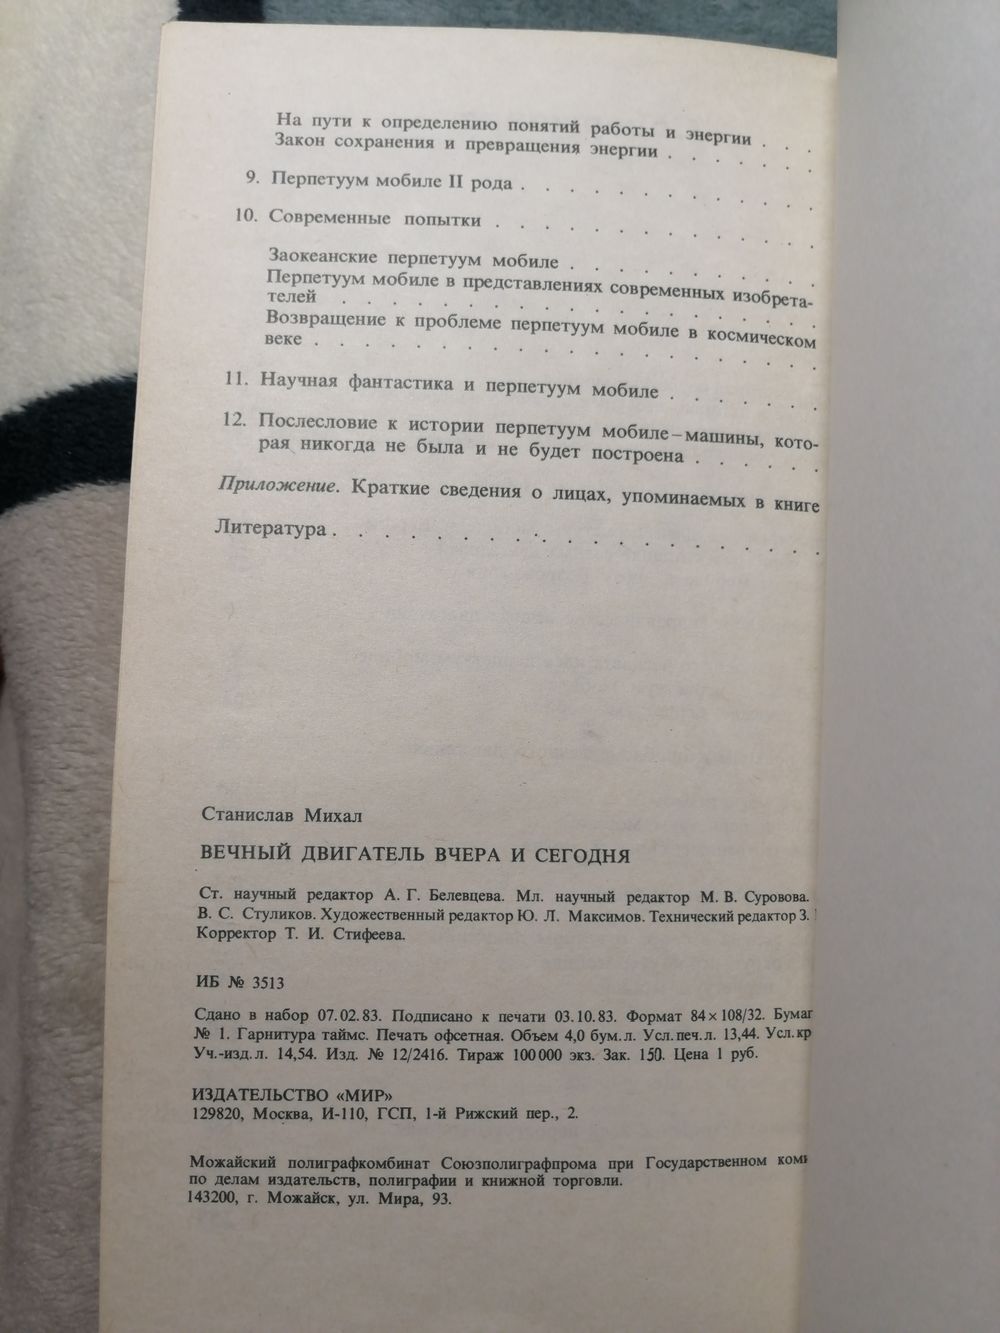 На пути к определению понятий работы и энергии . . .
Закон сохранения и превращения энергии . . . . . .
9. Перпетуум мобиле II рода . . . . . . . . . . . .
10. Современные попытки . . . . . . . . . . . . .
Заокеанские перпетуум мобиле . . . . . . . . . .
Перпетуум мобиле в представлениях современных изобрета-
телей . . . . . . . . . . . . . . . . . .
Возвращение к проблеме перпетуум мобиле в космическом
веке . . . . . . . . . . . . . . . . . . .
11. Научная фантастика и перпетуум мобиле . . . . . .
12. Послесловие к истории перпетуум мобиле–машины, кото-
рая никогда не была и не будет построена . . . . .
Приложение. Краткие сведения о лицах, упоминаемых в книге
Литература . . . . . . . . . . . . . . . . . .
Станислав Михал
ВЕЧНЫЙ ДВИГАТЕЛЬ ВЧЕРА И СЕГОДНЯ
Ст. научный редактор А. Г. Белевцева. Мл. научный редактор М. В. Суровова.
В. С. Стуликов. Художественный редактор Ю. Л. Максимов. Технический редактор З.
Корректор Т. И. Стифеева.
ИБ № 3513
Сдано в набор 07.02.83. Подписано к печати 03.10.83. Формат 84×108/32. Бумаг
№ 1. Гарнитура таймс. Печать офсетная. Объем 4,0 бум.л. Усл.печ.л. 13,44. Усл.кр
Уч.-изд.л. 14,54. Изд. № 12/2416. Тираж 100000 экз. Зак. 150. Цена 1 руб.
ИЗДАТЕЛЬСТВО «МИР»
129820, Москва, И-110, ГСП, 1-й Рижский пер., 2.
Можайский полиграфкомбинат Союзполиграфпрома при Государственном коми
по делам издательств, полиграфии и книжной торговли.
143200, г. Можайск, ул. Мира, 93.